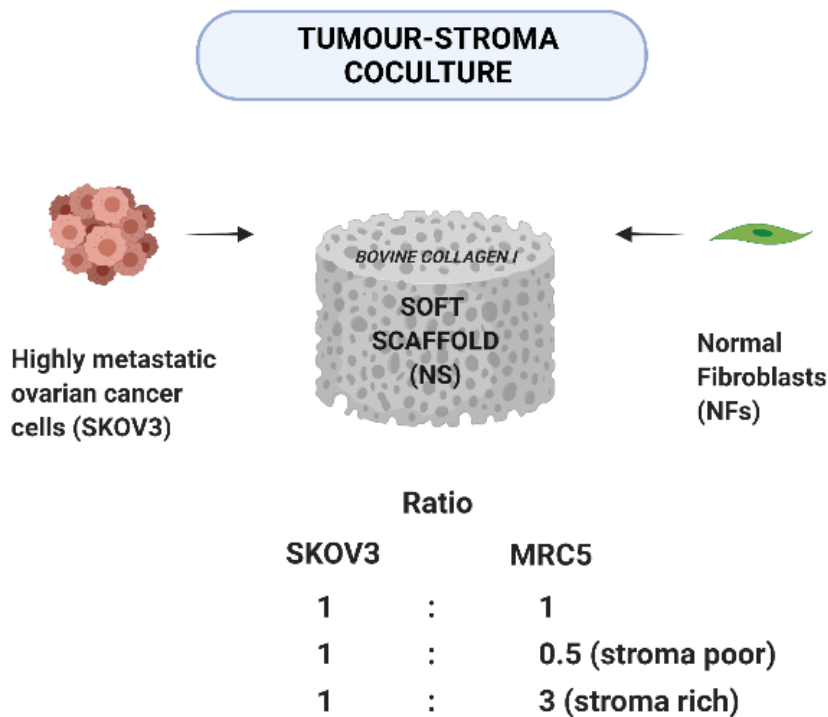 TUMOUR-STROMA
COCULTURE
BOVINE COLLAGEN I
SOFT
SCAFFOLD
(NS)
Highly metastatic
ovarian cancer
cells (SKOV3)
Normal
Fibroblasts
(NFs)
Ratio
SKOV3 MRC5
1 : 1
1 : 0.5 (stroma poor)
1 : 3 (stroma rich)